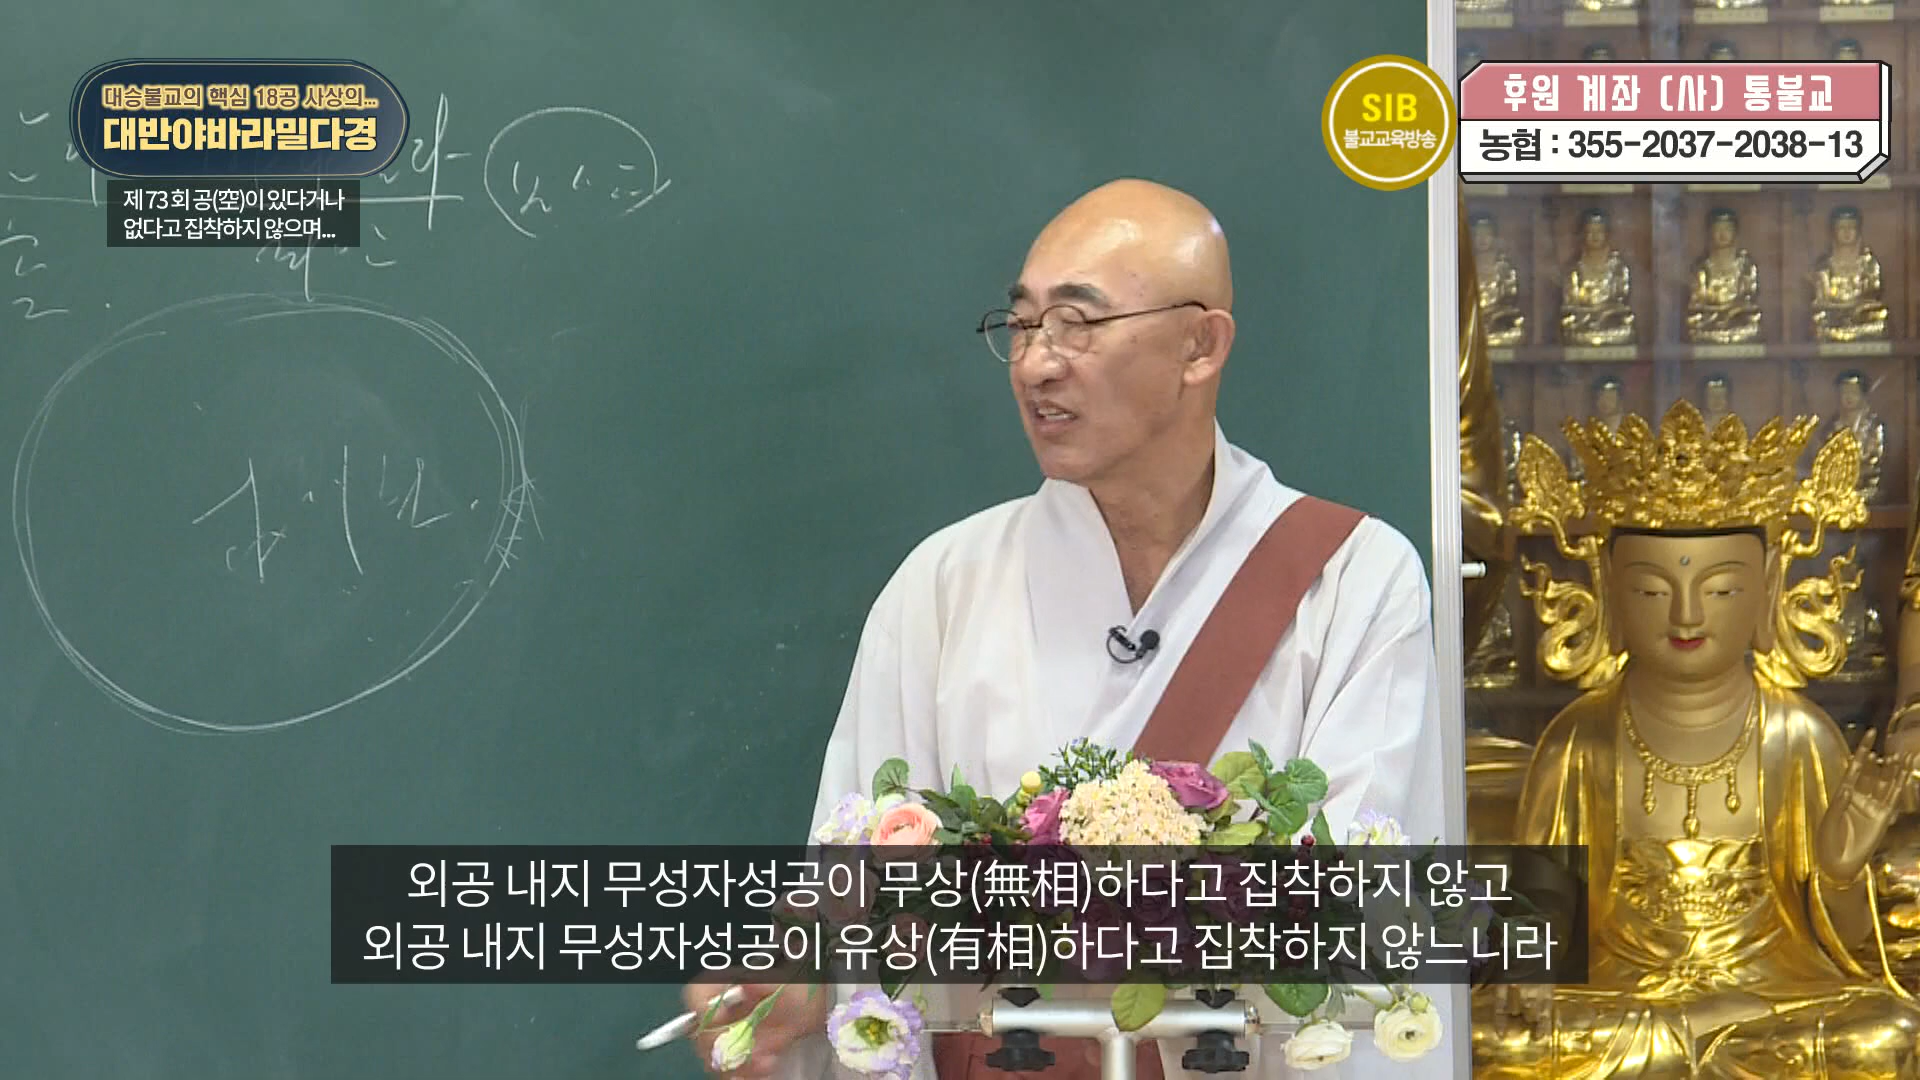 대승불교의 핵심 18공 사상의...
대반야바라밀다경
제 73회 공(空)이 있다거나
없다고 집착하지 않으며...
SIB
불교교육방송
후원 계좌 (사) 통불교
농협 : 355-2037-2038-13
외공 내지 무성자성공이 무상(無相)하다고 집착하지 않고
외공 내지 무성자성공이 유상(有相)하다고 집착하지 않느니라